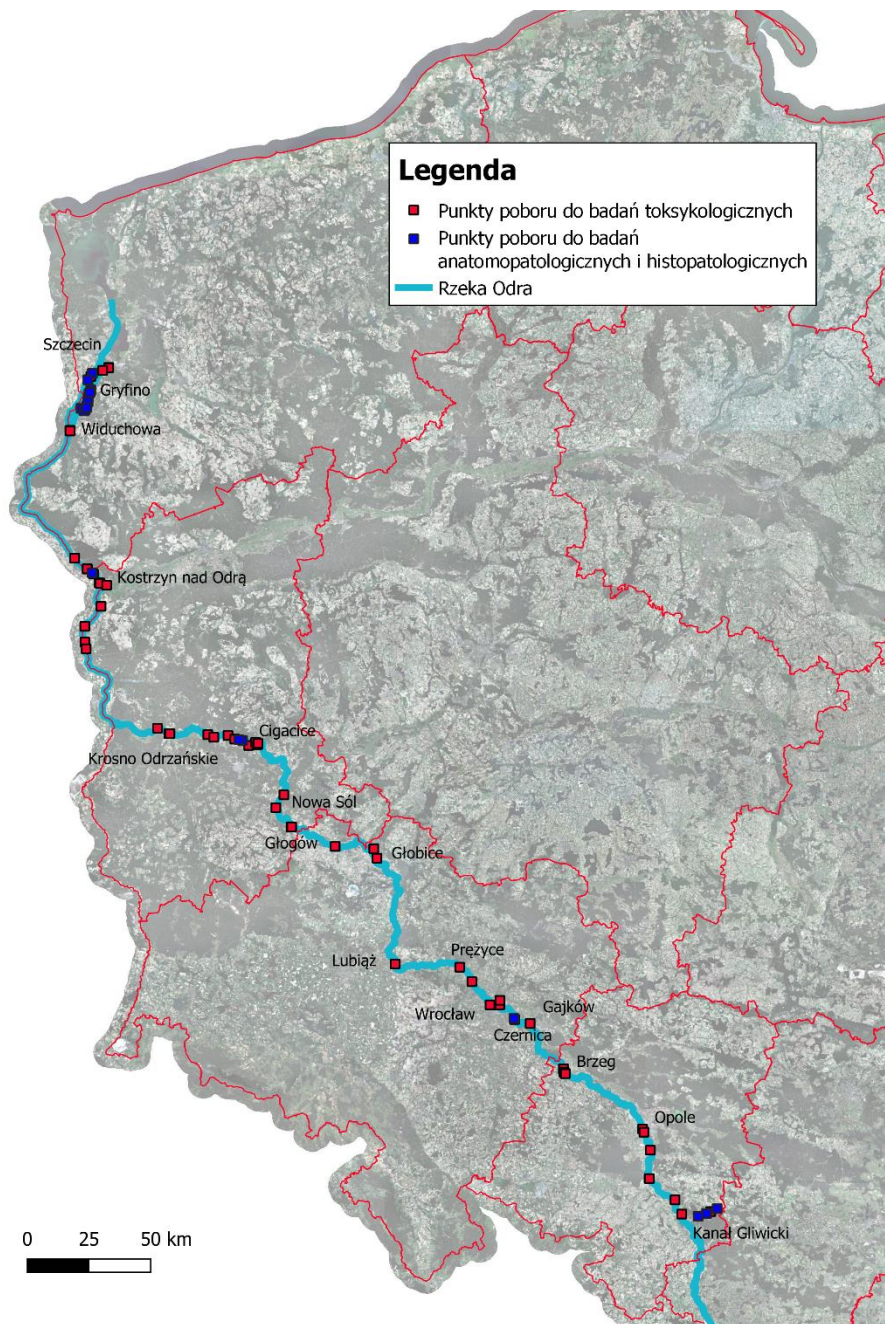 Legenda
Punkty poboru do badań toksykologicznych
Punkty poboru do badań
anatomopatologicznych i histopatologicznych
Rzeka Odra
Szczecin
Gryfino
Widuchowa
Kostrzyn nad Odrą
Cigacice
Krosno Odrzańskie
Nowa Sól
Głogów
Głobice
Lubiąż
Prężyce
Wrocław
Gajków
Czernica
Brzeg
Opole
Kanał Gliwicki
0 25 50 km